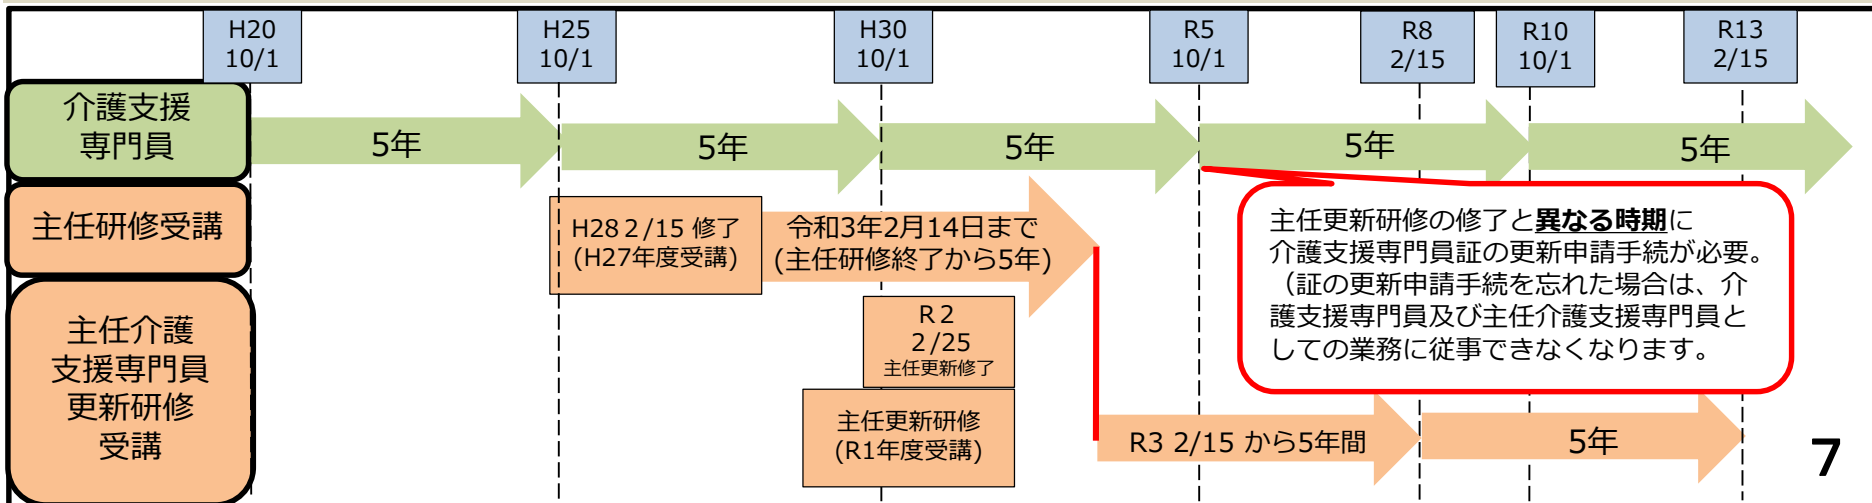 H20
10/1
H25
10/1
H30
10/1
R5
10/1
R8
2/15
R10
10/1
R13
2/15
介護支援
専門員
5年
5年
5年
5年
5年
主任研修受講
H28 2/15 修了
(H27年度受講)
令和3年2月14日まで
(主任研修終了から5年)
主任更新研修の修了と異なる時期に
介護支援専門員証の更新申請手続が必要。
（証の更新申請手続を忘れた場合は、介
護支援専門員及び主任介護支援専門員と
しての業務に従事できなくなります。
主任介護
支援専門員
更新研修
受講
R２
２/25
主任更新修了
主任更新研修
(R1年度受講)
R3 2/15 から5年間
5年
7